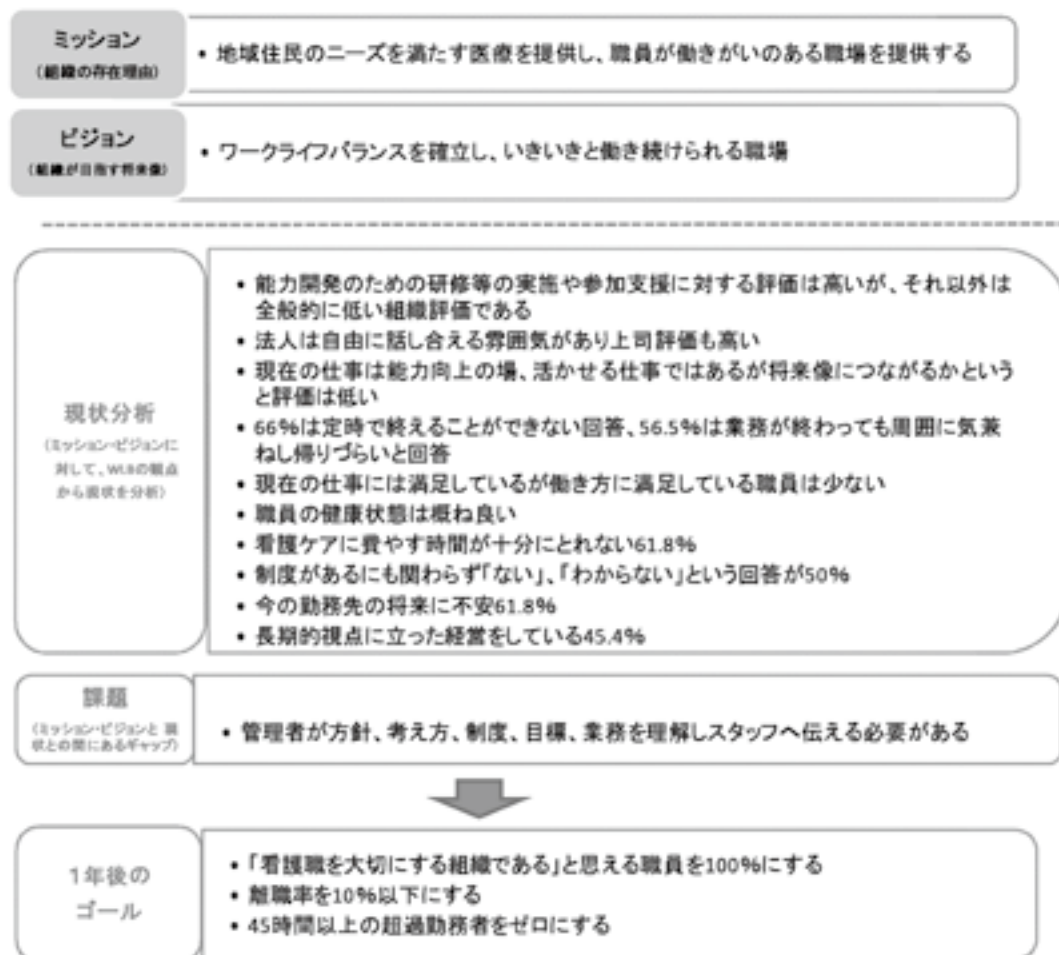 ミッション
(組織の存在理由)
• 地域住民のニーズを満たす医療を提供し、職員が働きがいのある職場を提供する
ビジョン
(組織が目指す将来像)
• ワークライフバランスを確立し、いきいきと働き続けられる職場
現状分析
(ミッション・ビジョンに
対して、WLBの観点
から現状を分析)
• 能力開発のための研修等の実施や参加支援に対する評価は高いが、それ以外は
全般的に低い組織評価である
• 法人は自由に話し合える雰囲気があり上司評価も高い
• 現在の仕事は能力向上の場、活かせる仕事ではあるが将来像につながるかという
と評価は低い
• 66%は定時で終えることができない回答、56.5%は業務が終わっても周囲に気兼
ねし帰りづらいと回答
• 現在の仕事には満足しているが働き方に満足している職員は少ない
• 職員の健康状態は概ね良い
• 看護ケアに費やす時間が十分にとれない61.8%
• 制度があるにも関わらず「ない」、「わからない」という回答が50%
• 今の勤務先の将来に不安61.8%
• 長期的視点に立った経営をしている45.4%
課題
(ミッション・ビジョンと 現
状との間にあるギャップ)
• 管理者が方針、考え方、制度、目標、業務を理解しスタッフへ伝える必要がある
1年後の
ゴール
• 「看護職を大切にする組織である」と思える職員を100%にする
• 離職率を10%以下にする
• 45時間以上の超過勤務者をゼロにする